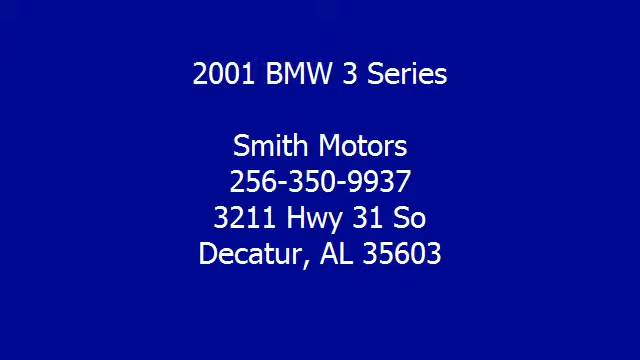 2001 BMW 3 Series
Smith Motors
256-350-9937
3211 Hwy 31 So
Decatur, AL 35603